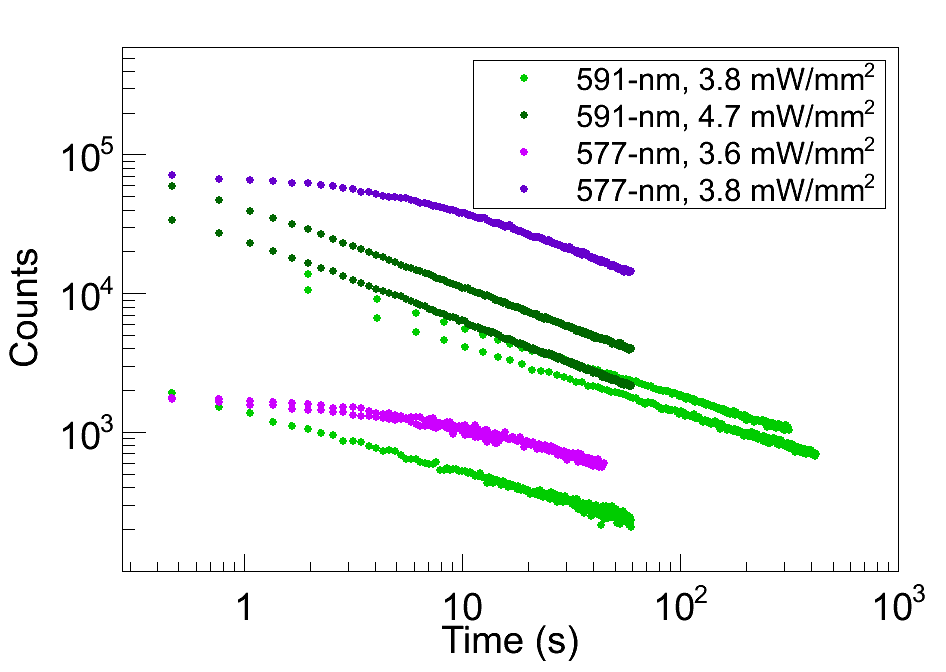 591-nm, 3.8 mW/mm²
591-nm, 4.7 mW/mm²
577-nm, 3.6 mW/mm²
577-nm, 3.8 mW/mm²
Counts
10⁵
10⁴
10³
1
10
10²
10³
Time (s)